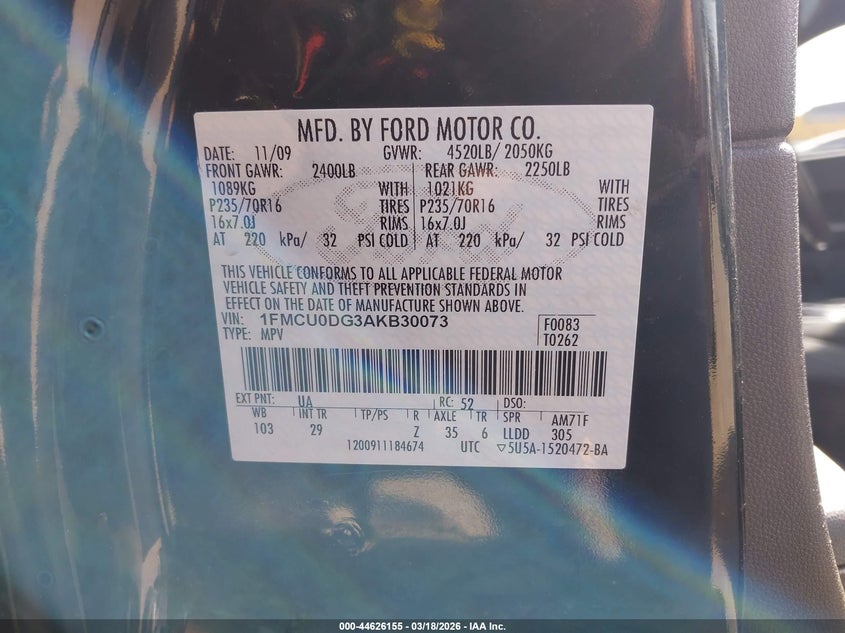 MFD. BY FORD MOTOR CO.
DATE: 11/09 GVWR: 4520LB/ 2050KG
FRONT GAWR: 2400LB REAR GAWR: 2250LB
1089KG WITH 1021KG WITH
P235/70R16 TIRES P235/70R16 TIRES
16x7.0J RIMS 16x7.0J RIMS
AT 220 kPa/ 32 PSI COLD AT 220 kPa/ 32 PSI COLD
THIS VEHICLE CONFORMS TO ALL APPLICABLE FEDERAL MOTOR
VEHICLE SAFETY AND THEFT PREVENTION STANDARDS IN
EFFECT ON THE DATE OF MANUFACTURE SHOWN ABOVE.
VIN: 1FMCU0DG3AKB30073 F0083
TYPE: MPV T0262
EXT PNT: UA RC: 52 DSO:
WB INT TR TP/PS R AXLE TR SPR AM71F
103 29 Z 35 6 LLDD 305
1200911184674 UTC ▽5U5A-1520472-BA
000-44626155 — 03/18/2026 — IAA Inc.